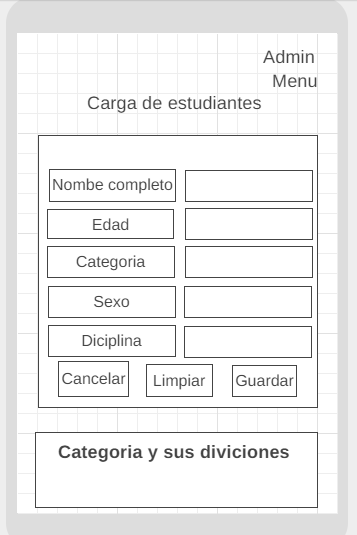 Admin
Menu
Carga de estudiantes
Nombe completo
Edad
Categoria
Sexo
Diciplina
Cancelar
Limpiar
Guardar
Categoria y sus diviciones